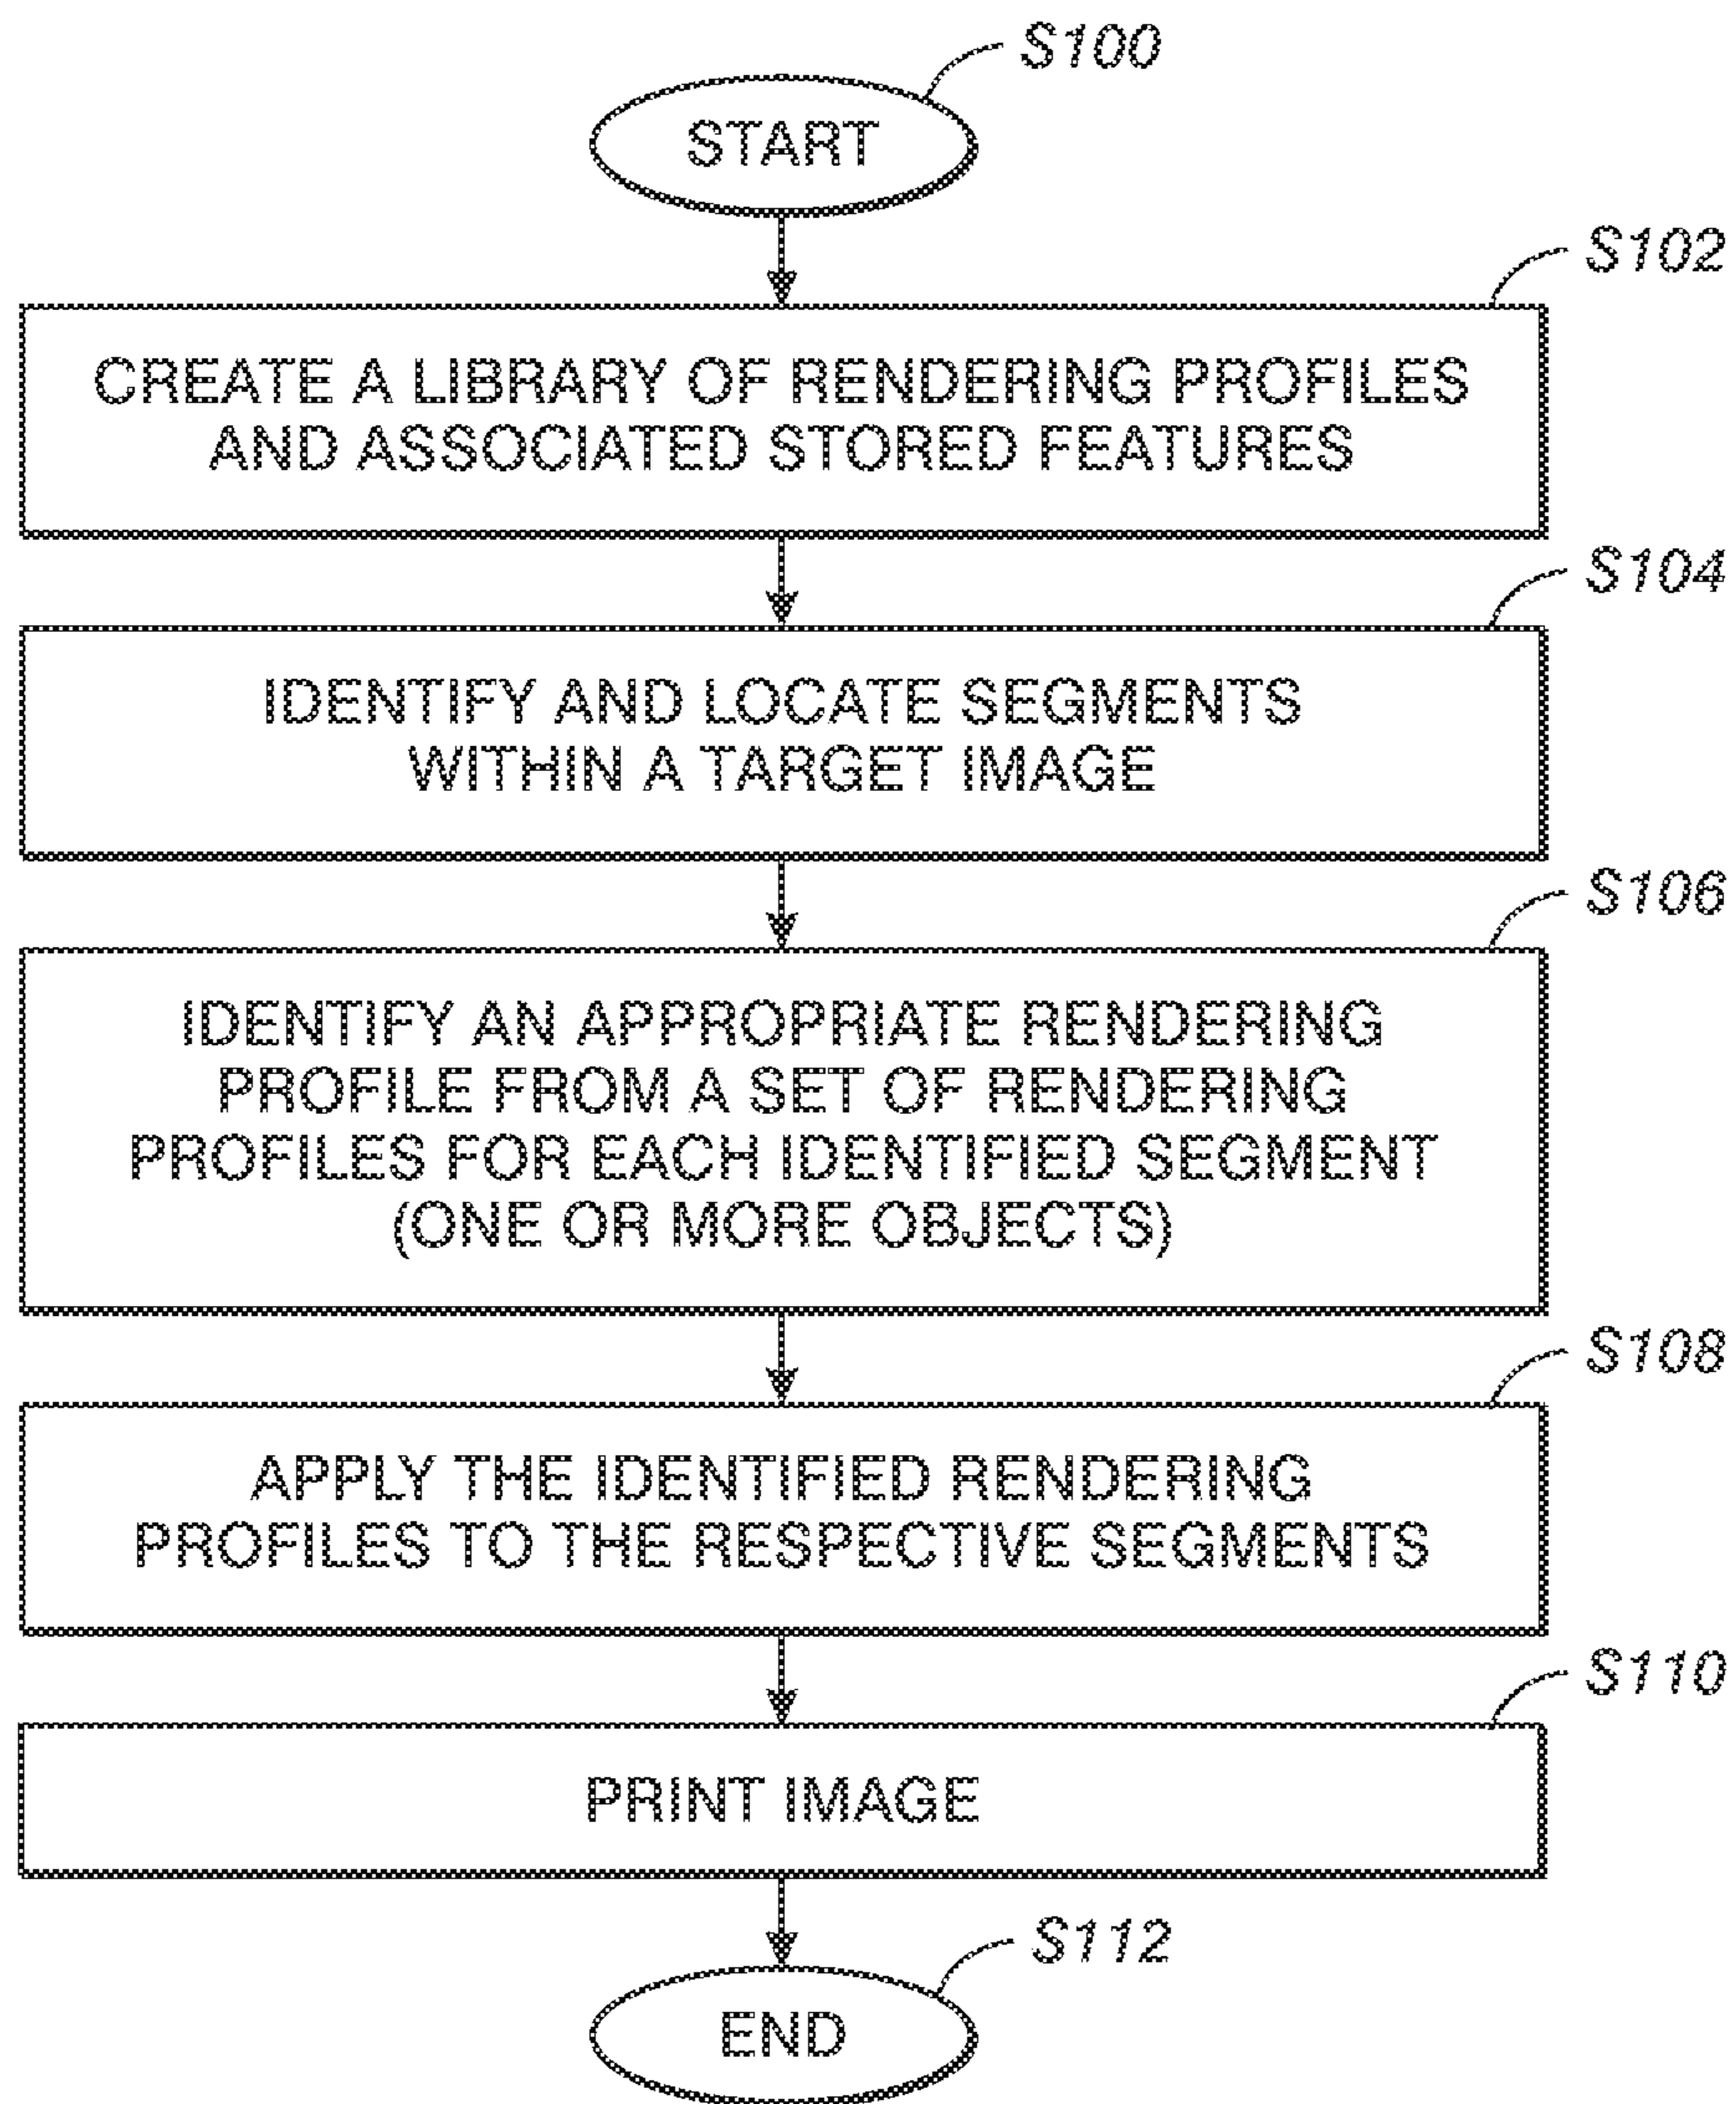 S100
START
S102
CREATE A LIBRARY OF RENDERING PROFILES
AND ASSOCIATED STORED FEATURES
S104
IDENTIFY AND LOCATE SEGMENTS
WITHIN A TARGET IMAGE
S106
IDENTIFY AN APPROPRIATE RENDERING
PROFILE FROM A SET OF RENDERING
PROFILES FOR EACH IDENTIFIED SEGMENT
(ONE OR MORE OBJECTS)
S108
APPLY THE IDENTIFIED RENDERING
PROFILES TO THE RESPECTIVE SEGMENTS
S110
PRINT IMAGE
S112
END